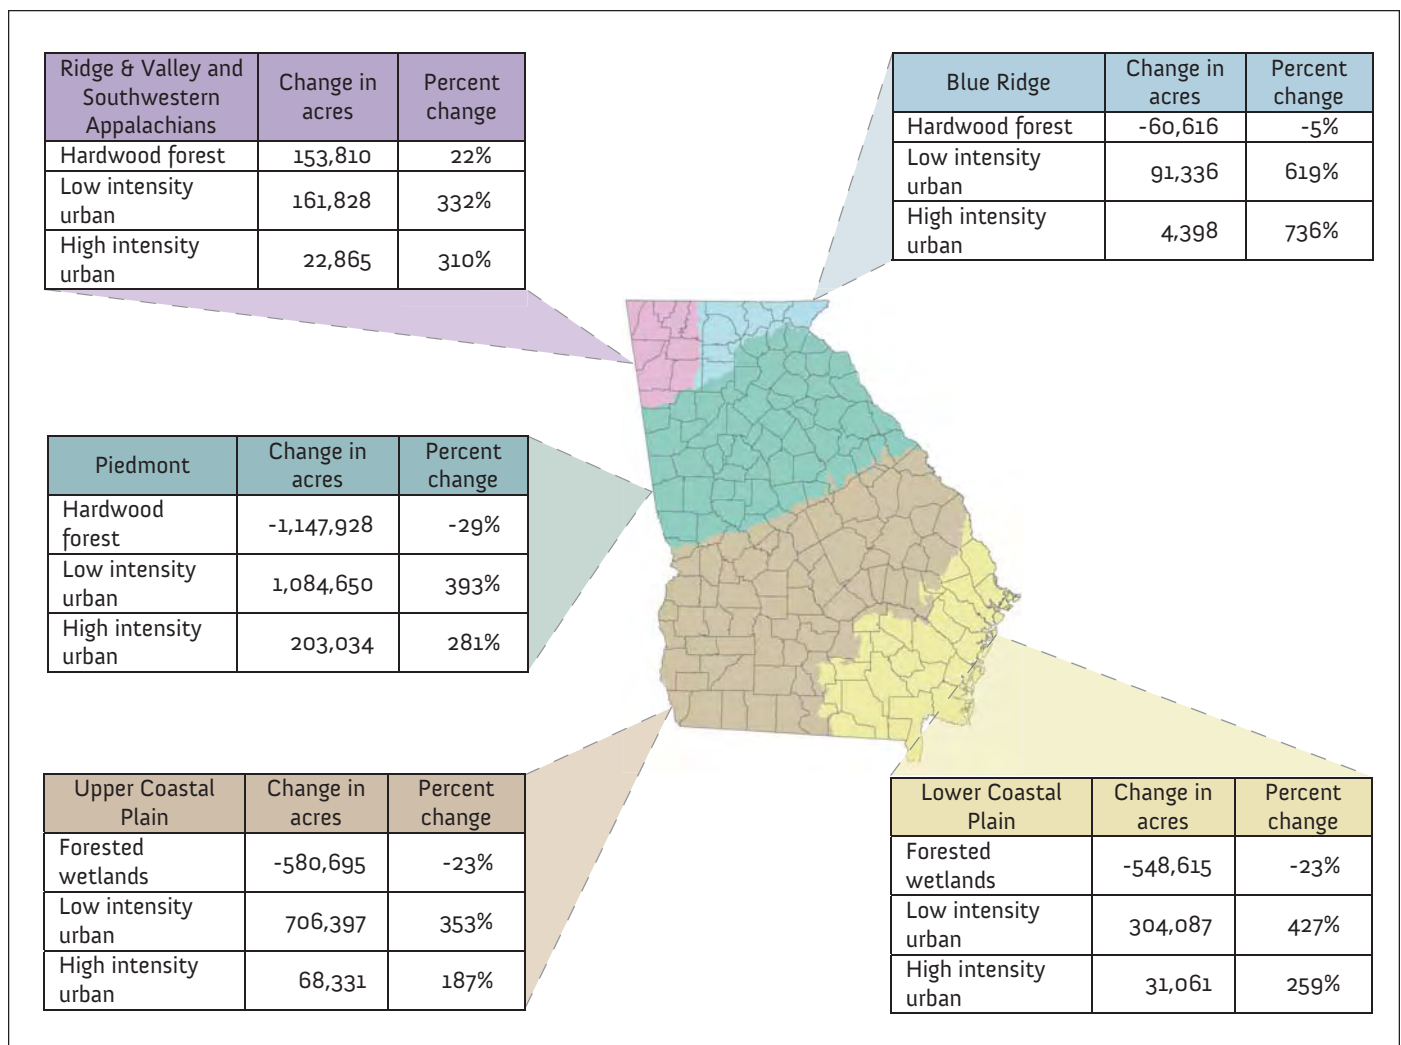 Ridge & Valley and
Southwestern
Appalachians
Change in
acres
Percent
change
Hardwood forest
153,810
22%
Low intensity
urban
161,828
332%
High intensity
urban
22,865
310%
Blue Ridge
Change in
acres
Percent
change
Hardwood forest
-60,616
-5%
Low intensity
urban
91,336
619%
High intensity
urban
4,398
736%
Piedmont
Change in
acres
Percent
change
Hardwood
forest
-1,147,928
-29%
Low intensity
urban
1,084,650
393%
High intensity
urban
203,034
281%
Upper Coastal
Plain
Change in
acres
Percent
change
Forested
wetlands
-580,695
-23%
Low intensity
urban
706,397
353%
High intensity
urban
68,331
187%
Lower Coastal
Plain
Change in
acres
Percent
change
Forested
wetlands
-548,615
-23%
Low intensity
urban
304,087
427%
High intensity
urban
31,061
259%